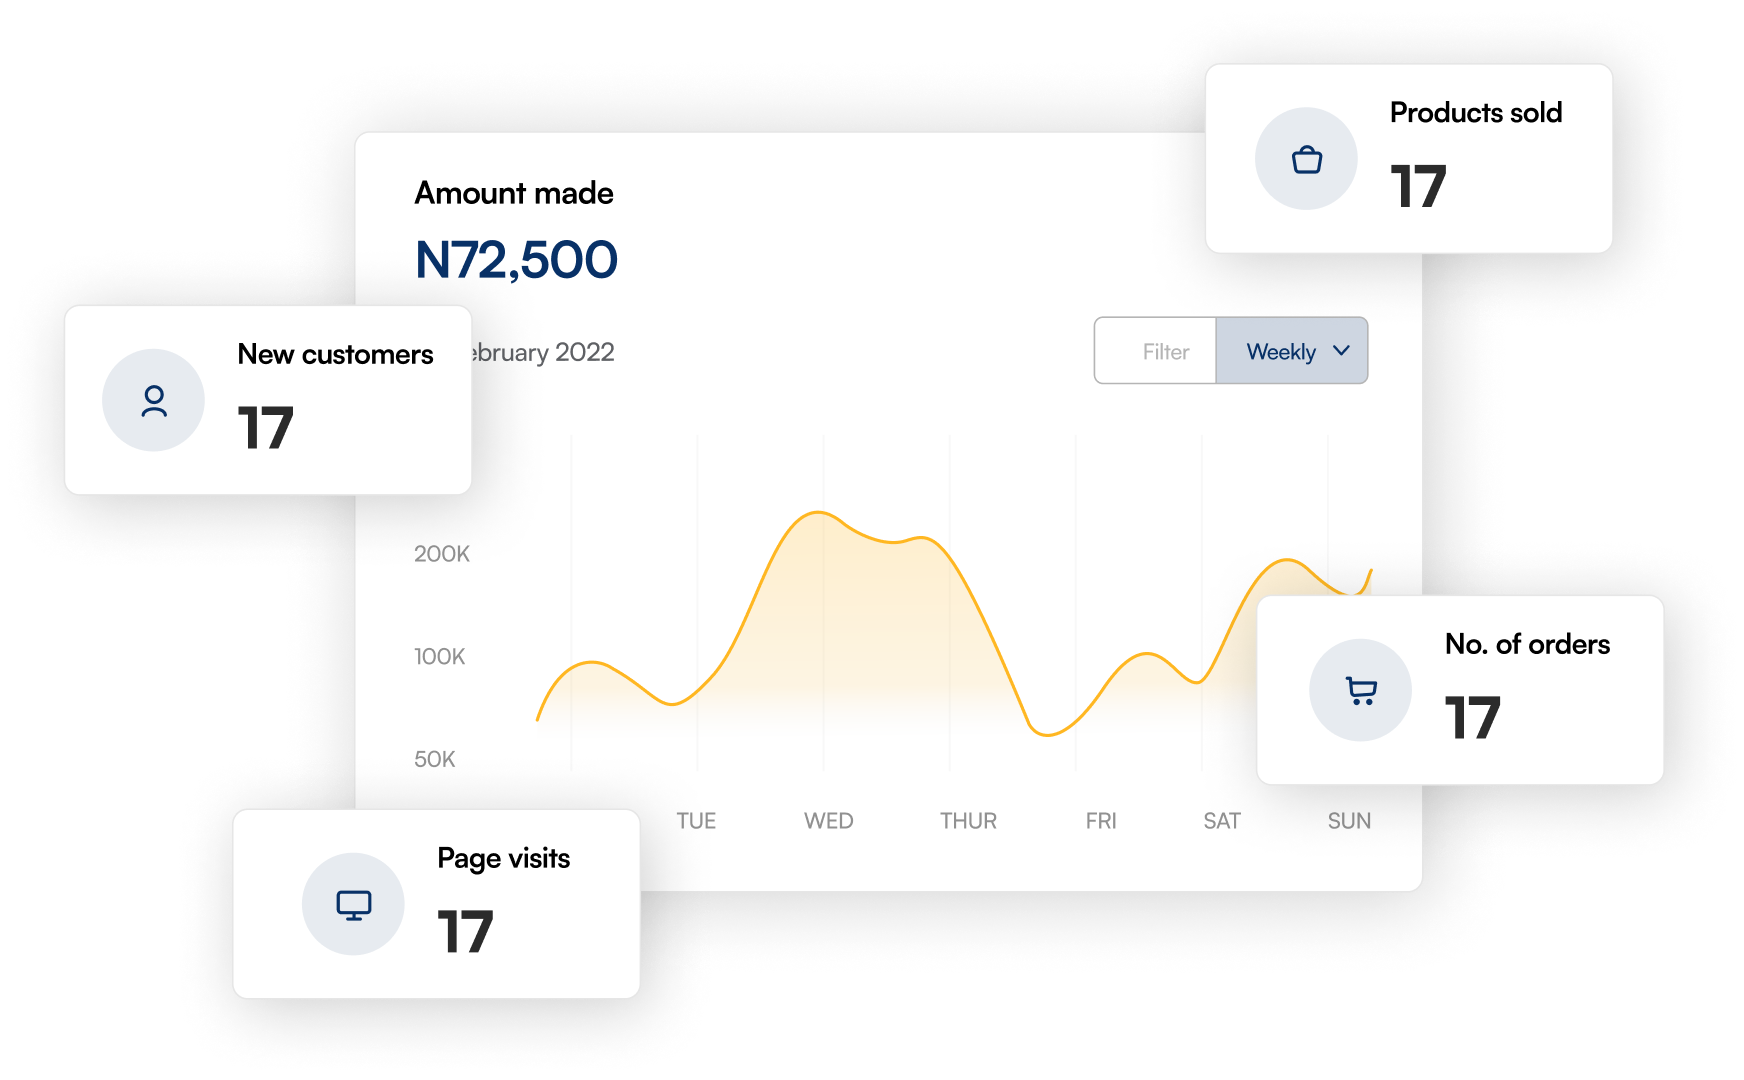 Products sold
17
Amount made
N72,500
New customers
17
ebruary 2022
Filter
Weekly
200K
100K
50K
No. of orders
17
TUE WED THUR FRI SAT SUN
Page visits
17